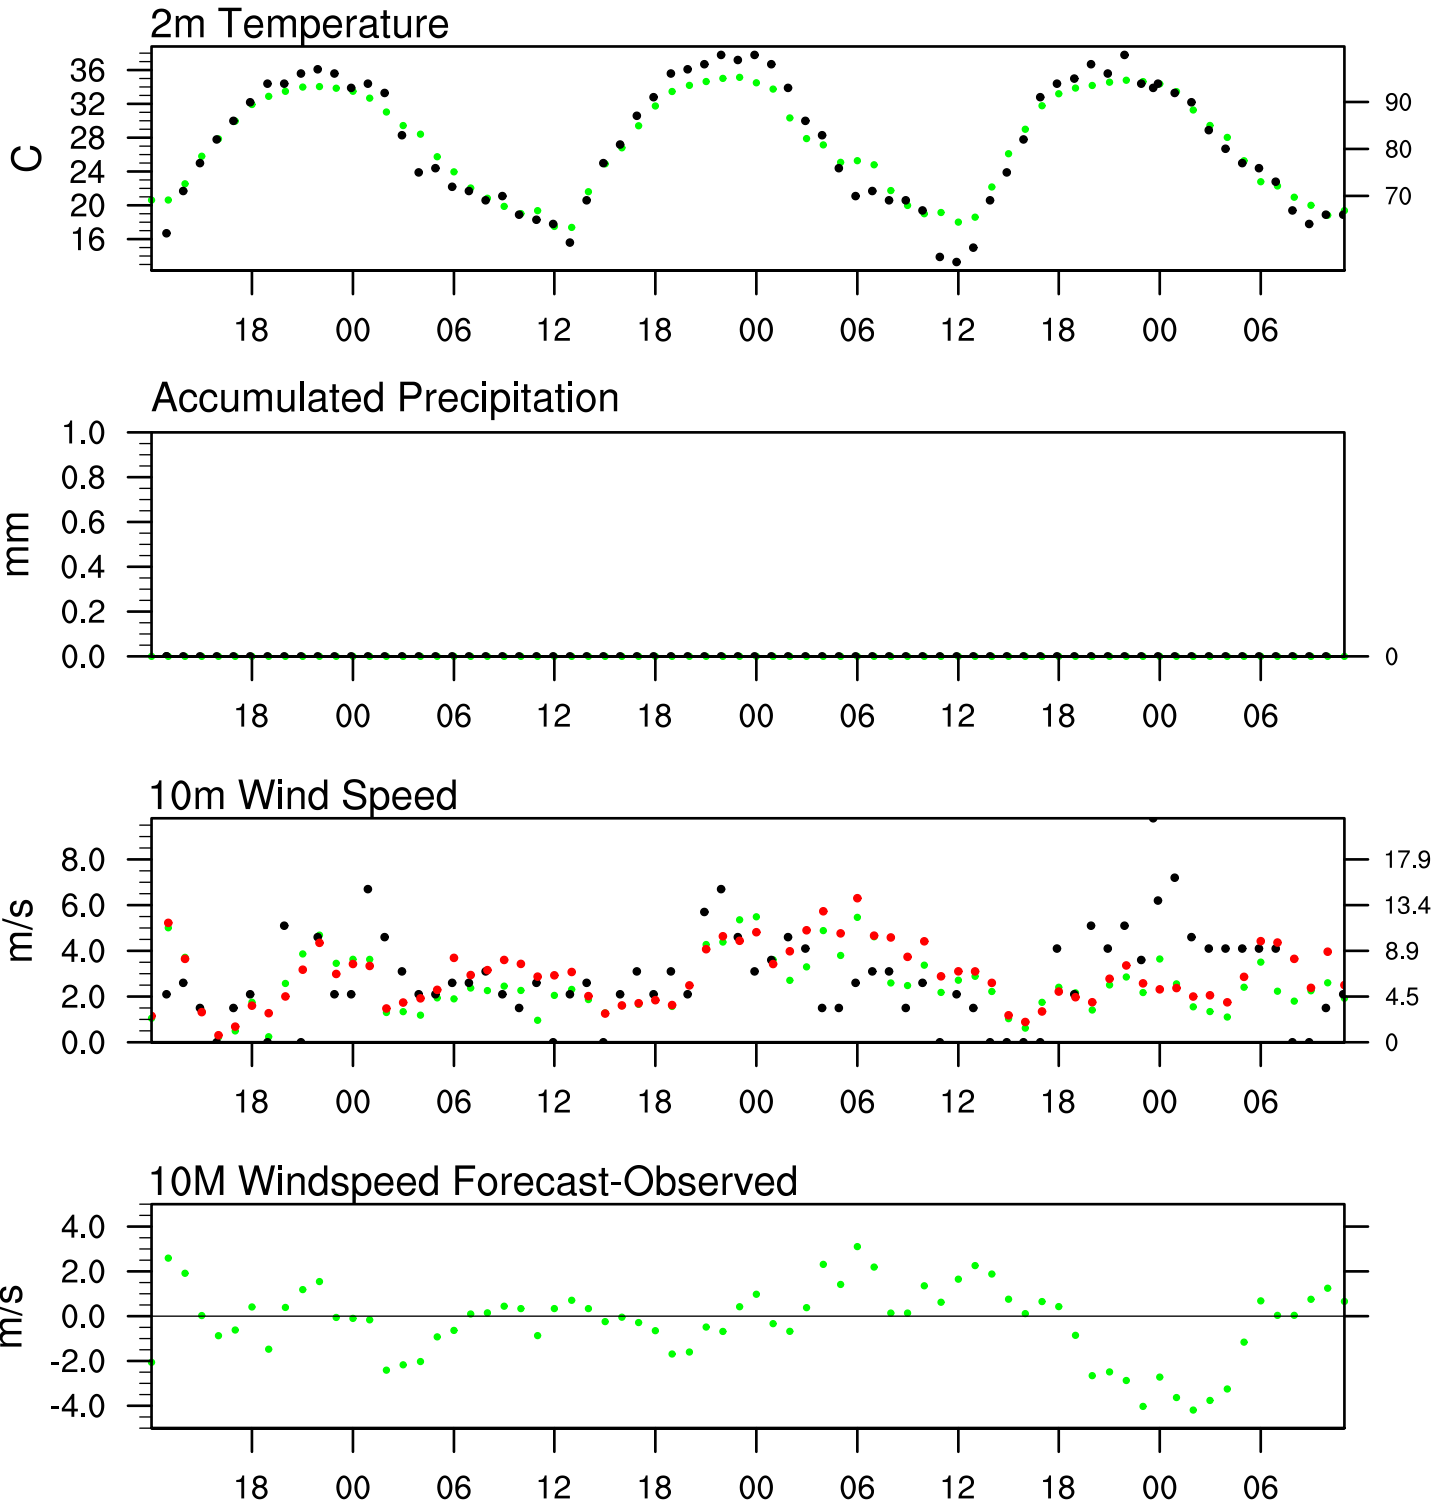 2m Temperature
36
32
28
24
20
16
C
90
80
70
18 00 06 12 18 00 06 12 18 00 06
Accumulated Precipitation
1.0
0.8
0.6
0.4
0.2
0.0
mm
0
18 00 06 12 18 00 06 12 18 00 06
10m Wind Speed
8.0
6.0
4.0
2.0
0.0
m/s
17.9
13.4
8.9
4.5
0
18 00 06 12 18 00 06 12 18 00 06
10M Windspeed Forecast-Observed
4.0
2.0
0.0
-2.0
-4.0
m/s
18 00 06 12 18 00 06 12 18 00 06